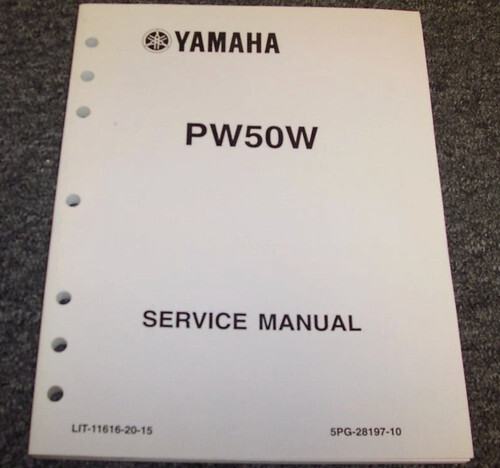 YAMAHA
PW50W
SERVICE MANUAL
LIT-11616-20-15 5PG-28197-10